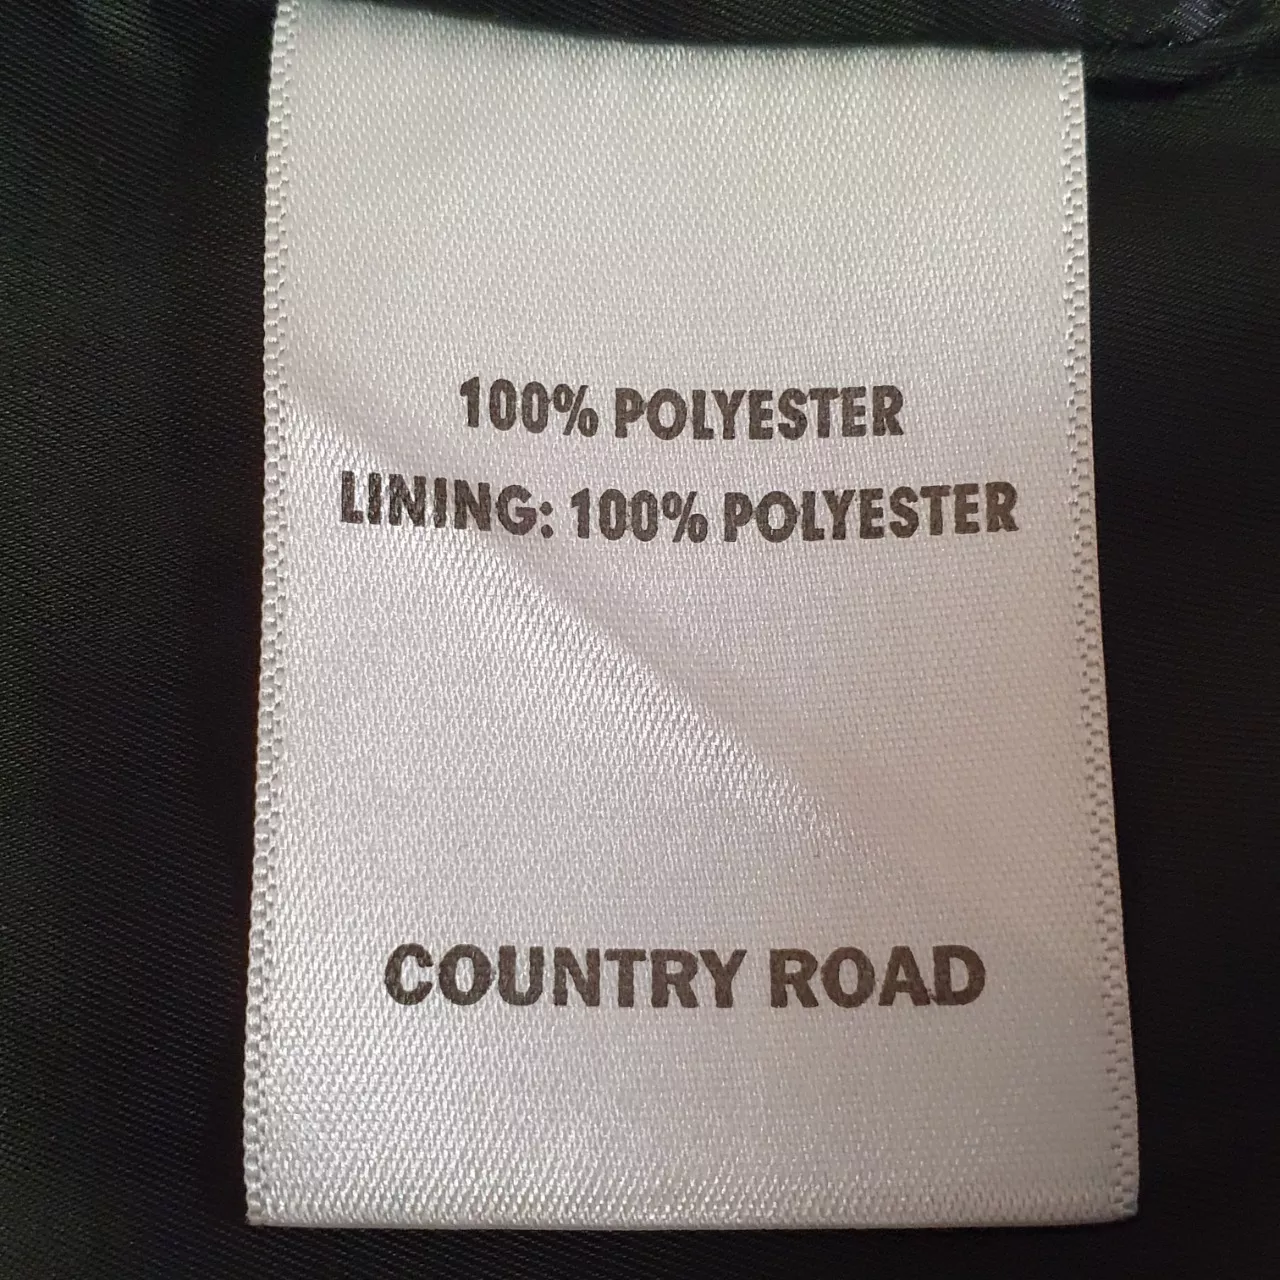 100% POLYESTER
LINING: 100% POLYESTER
COUNTRY ROAD